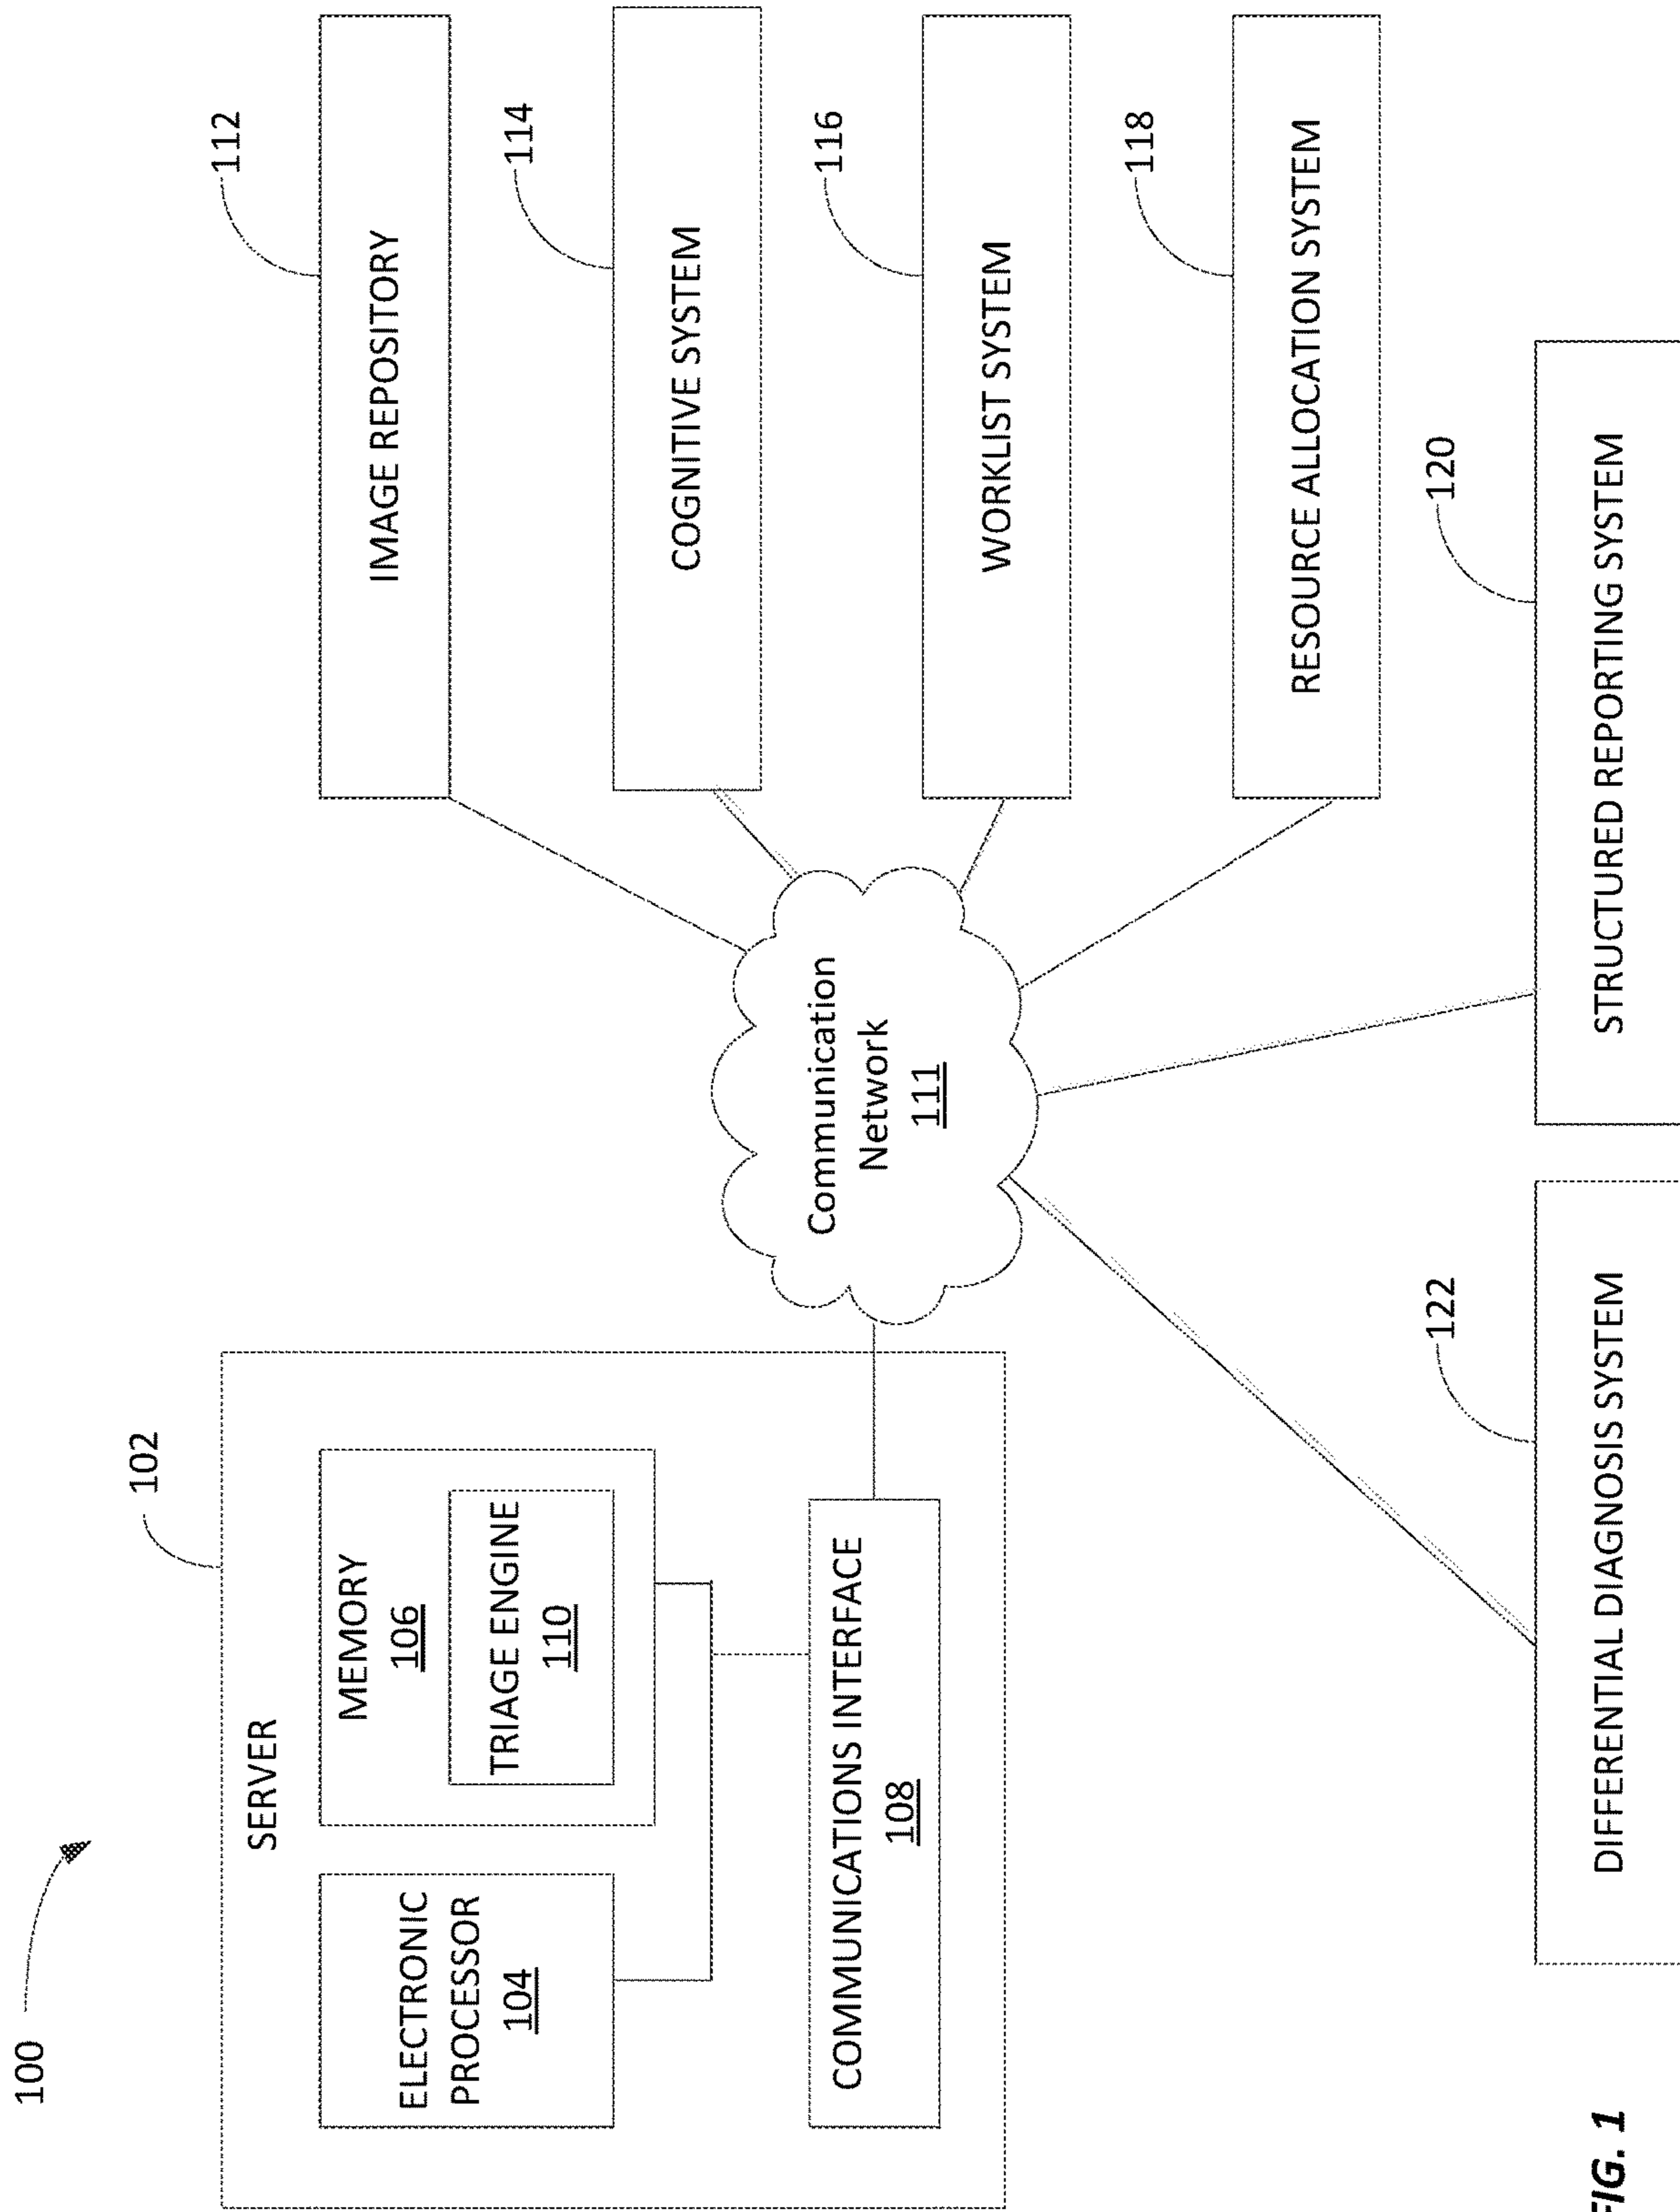 100
102
SERVER
ELECTRONIC
PROCESSOR
104
MEMORY
106
TRIAGE ENGINE
110
COMMUNICATIONS INTERFACE
108
Communication
Network
111
112
IMAGE REPOSITORY
114
COGNITIVE SYSTEM
116
WORKLIST SYSTEM
118
RESOURCE ALLOCATION SYSTEM
122
DIFFERENTIAL DIAGNOSIS SYSTEM
120
STRUCTURED REPORTING SYSTEM
FIG. 1